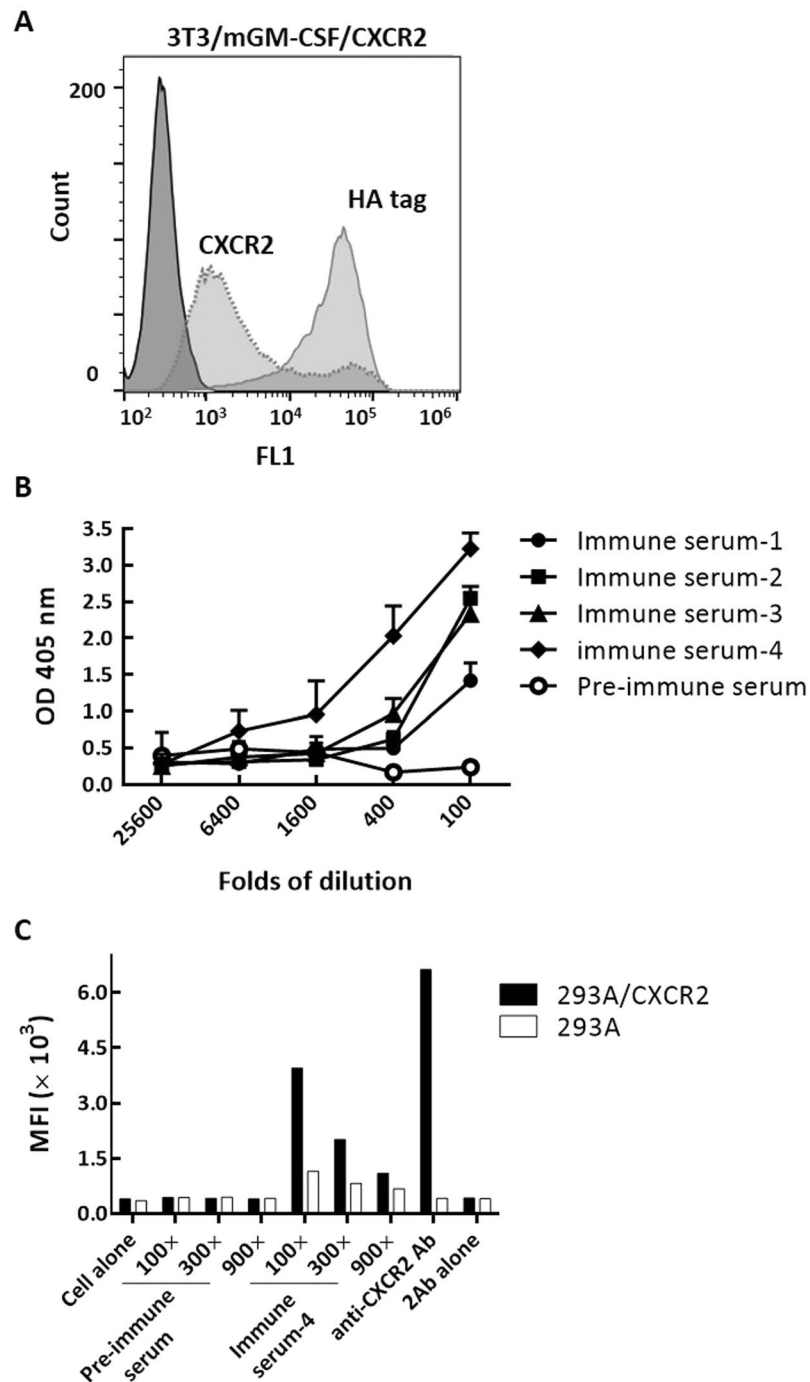 A
3T3/mGM-CSF/CXCR2
200
Count
HA tag
CXCR2
0
10² 10³ 10⁴ 10⁵ 10⁶
FL1
B
3.5
3.0
2.5
2.0
1.5
1.0
0.5
0.0
OD 405 nm
Immune serum-1
Immune serum-2
Immune serum-3
immune serum-4
Pre-immune serum
25600 6400 1600 400 100
Folds of dilution
C
6.0
4.5
3.0
1.5
0.0
MFI (× 10³)
293A/CXCR2
293A
Cell alone 100× 300× 900× 100× 300× 900× anti-CXCR2 Ab 2Ab alone
Pre-immune
serum
Immune
serum-4